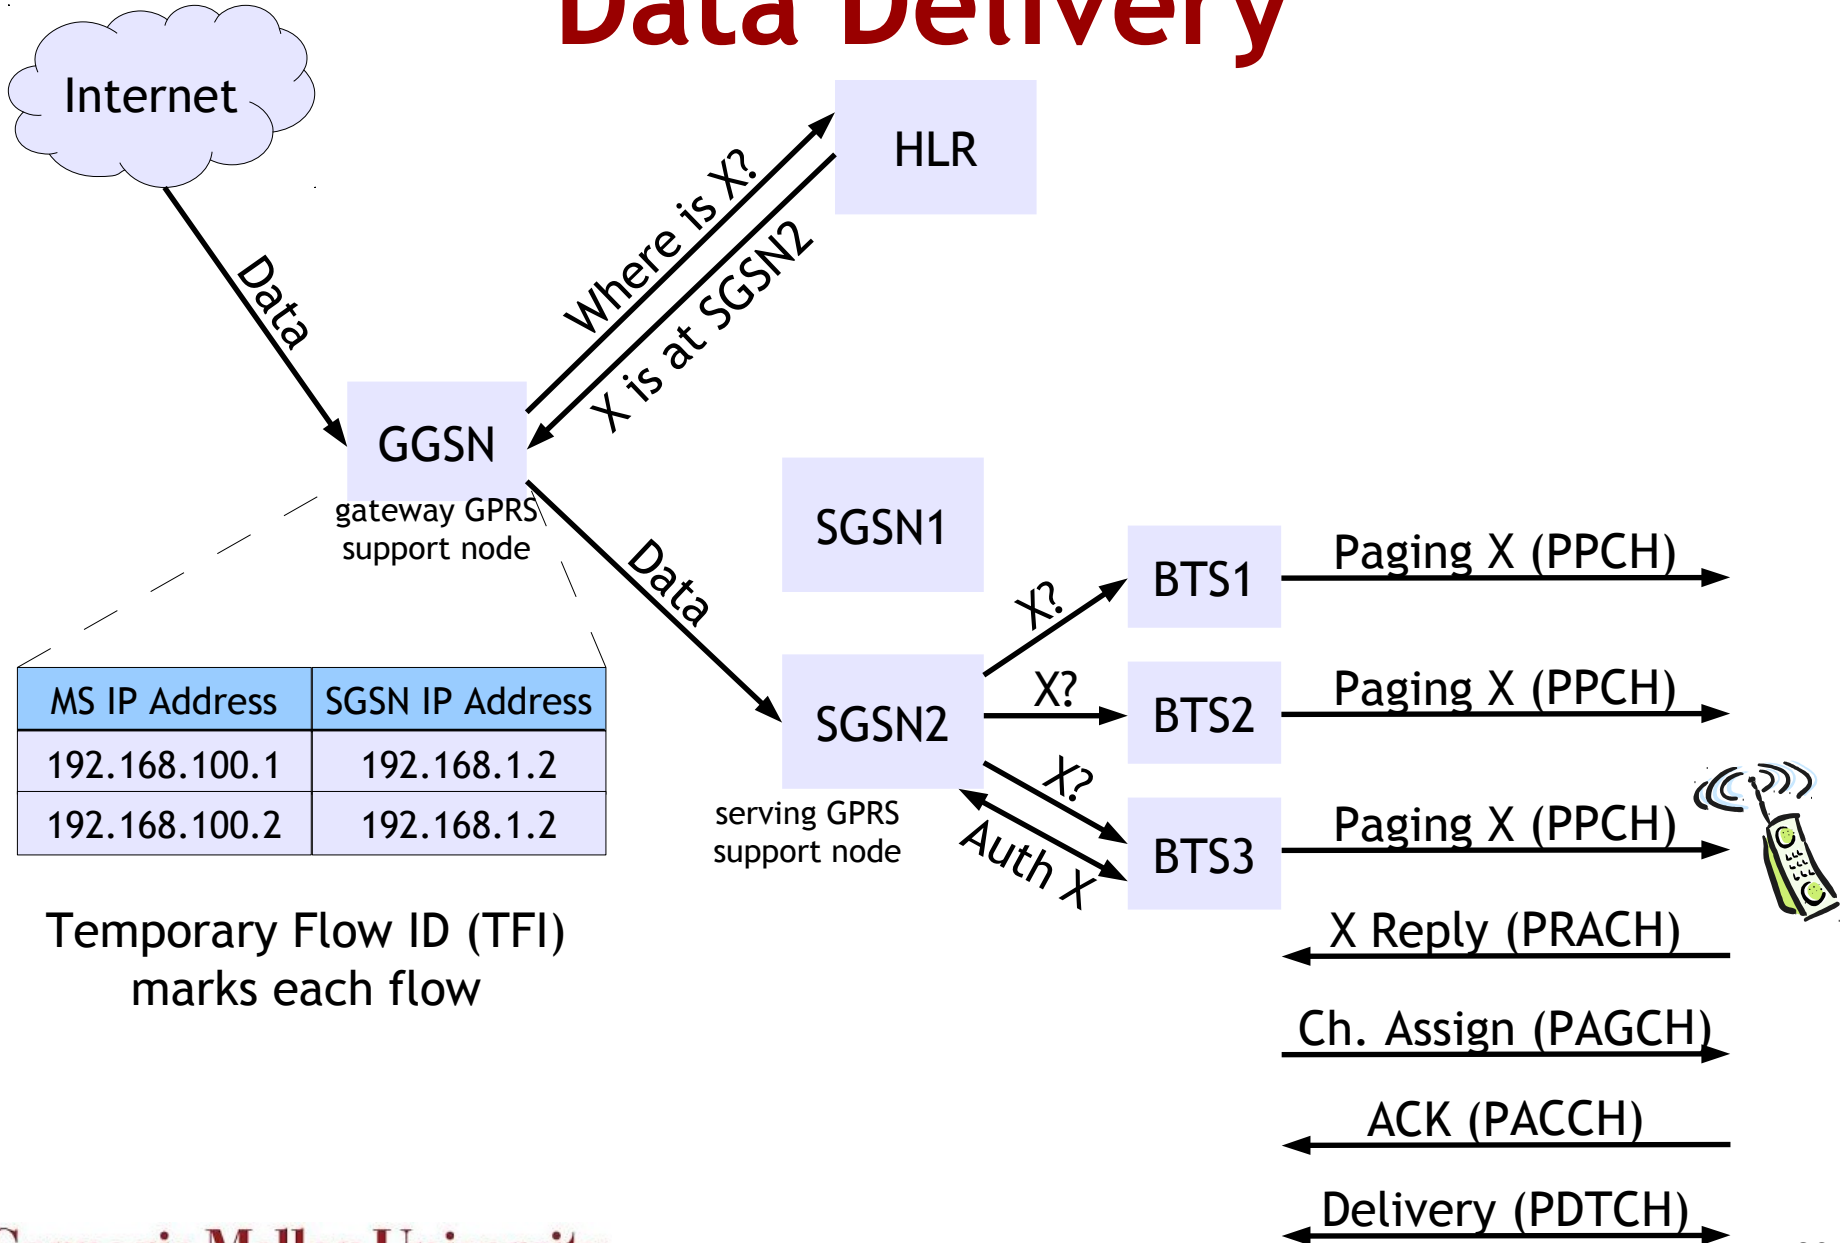 Data Delivery
Internet
HLR
Where is X?
X is at SGSN2
Data
GGSN
gateway GPRS
support node
SGSN1
Data
BTS1
Paging X (PPCH)
X?
MS IP Address SGSN IP Address
192.168.100.1 192.168.1.2
192.168.100.2 192.168.1.2
SGSN2
X?
BTS2
Paging X (PPCH)
serving GPRS
support node
X?
Auth X
BTS3
Paging X (PPCH)
Temporary Flow ID (TFI)
marks each flow
X Reply (PRACH)
Ch. Assign (PAGCH)
ACK (PACCH)
Delivery (PDTCH)
Carnegie Mellon University